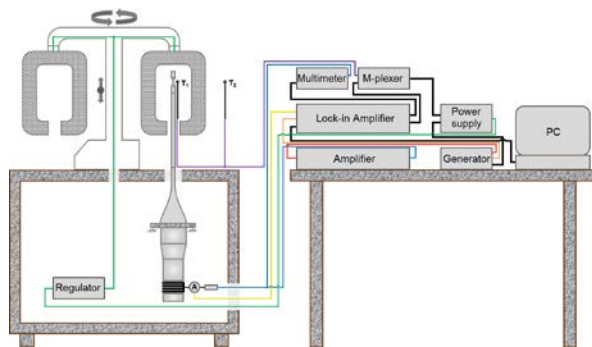 T₁
T₂
Multimeter
M-plexer
Lock-in Amplifier
Power
supply
PC
Amplifier
Generator
Regulator
A